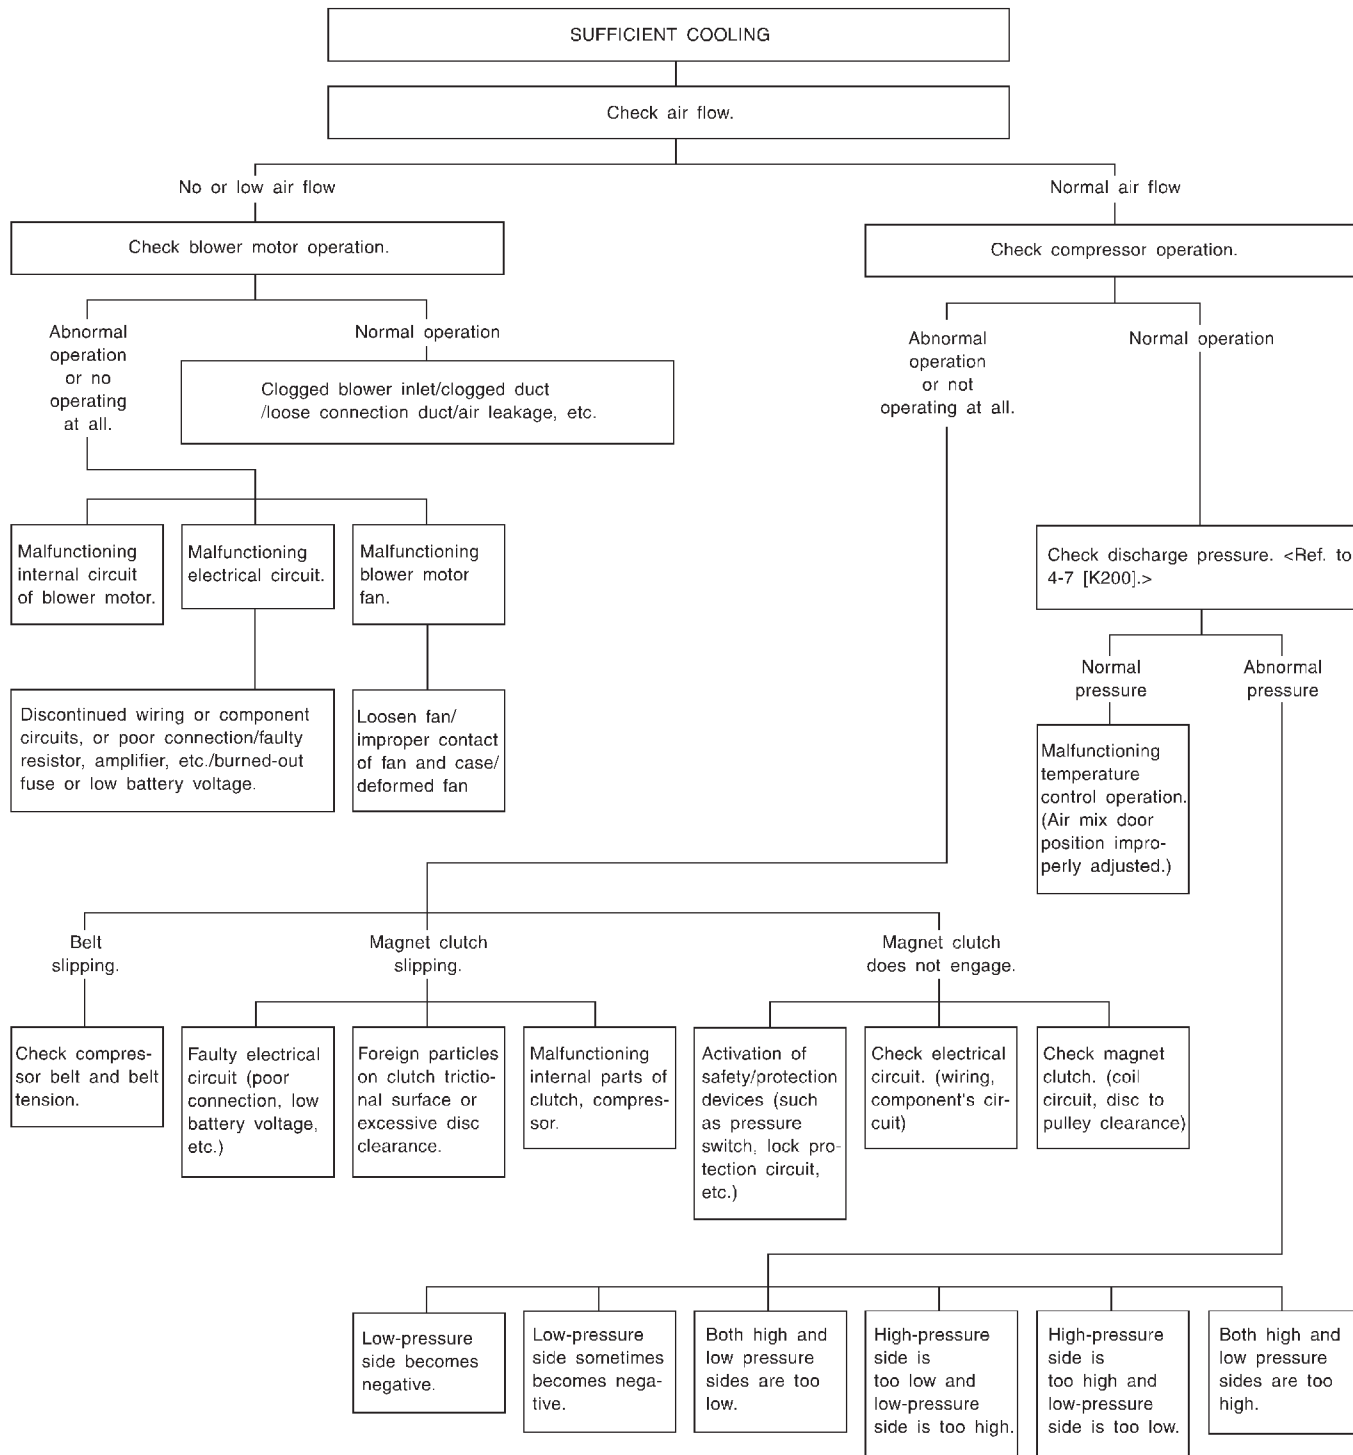 SUFFICIENT COOLING
Check air flow.
No or low air flow
Normal air flow
Check blower motor operation.
Check compressor operation.
Abnormal
operation
or no
operating
at all.
Normal operation
Clogged blower inlet/clogged duct
/loose connection duct/air leakage, etc.
Abnormal
operation
or not
operating at all.
Normal operation
Malfunctioning
internal circuit
of blower motor.
Malfunctioning
electrical circuit.
Malfunctioning
blower motor
fan.
Check discharge pressure. <Ref. to
4-7 [K200].>
Normal
pressure
Abnormal
pressure
Discontinued wiring or component
circuits, or poor connection/faulty
resistor, amplifier, etc./burned-out
fuse or low battery voltage.
Loosen fan/
improper contact
of fan and case/
deformed fan
Malfunctioning
temperature
control operation.
(Air mix door
position impro-
perly adjusted.)
Belt
slipping.
Magnet clutch
slipping.
Magnet clutch
does not engage.
Check compres-
sor belt and belt
tension.
Faulty electrical
circuit (poor
connection, low
battery voltage,
etc.)
Foreign particles
on clutch trictio-
nal surface or
excessive disc
clearance.
Malfunctioning
internal parts of
clutch, compres-
sor.
Activation of
safety/protection
devices (such
as pressure
switch, lock pro-
tection circuit,
etc.)
Check electrical
circuit. (wiring,
component's cir-
cuit)
Check magnet
clutch. (coil
circuit, disc to
pulley clearance)
Low-pressure
side becomes
negative.
Low-pressure
side sometimes
becomes nega-
tive.
Both high and
low pressure
sides are too
low.
High-pressure
side is
too low and
low-pressure
side is too high.
High-pressure
side is
too high and
low-pressure
side is too low.
Both high and
low pressure
sides are too
high.